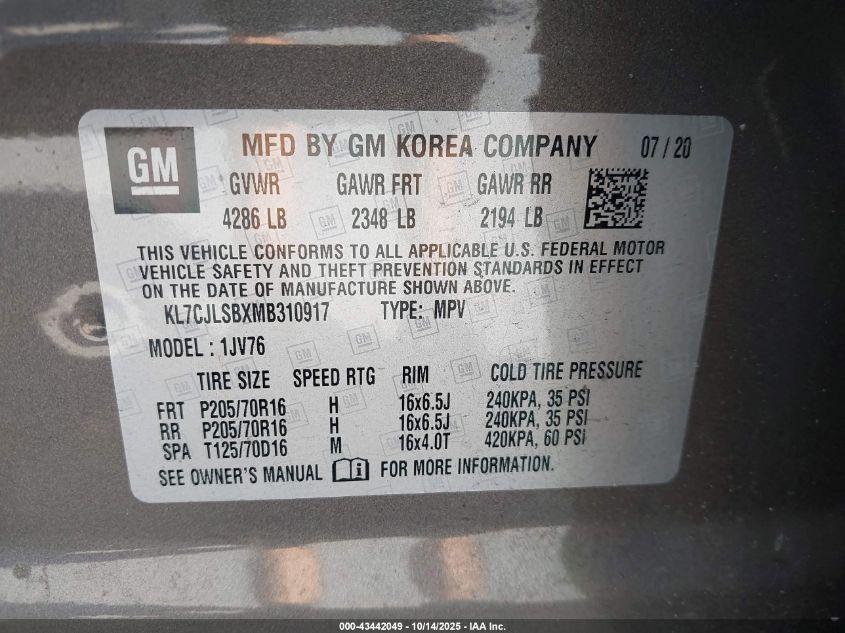 GM
MFD BY GM KOREA COMPANY 07 / 20
GVWR GAWR FRT GAWR RR
4286 LB 2348 LB 2194 LB
THIS VEHICLE CONFORMS TO ALL APPLICABLE U.S. FEDERAL MOTOR
VEHICLE SAFETY AND THEFT PREVENTION STANDARDS IN EFFECT
ON THE DATE OF MANUFACTURE SHOWN ABOVE.
KL7CJLSBXMB310917 TYPE: MPV
MODEL : 1JV76
TIRE SIZE SPEED RTG RIM COLD TIRE PRESSURE
FRT P205/70R16 H 16x6.5J 240KPA, 35 PSI
RR P205/70R16 H 16x6.5J 240KPA, 35 PSI
SPA T125/70D16 M 16x4.0T 420KPA, 60 PSI
SEE OWNER'S MANUAL i FOR MORE INFORMATION.
000-43442049 - 10/14/2025 - IAA Inc.